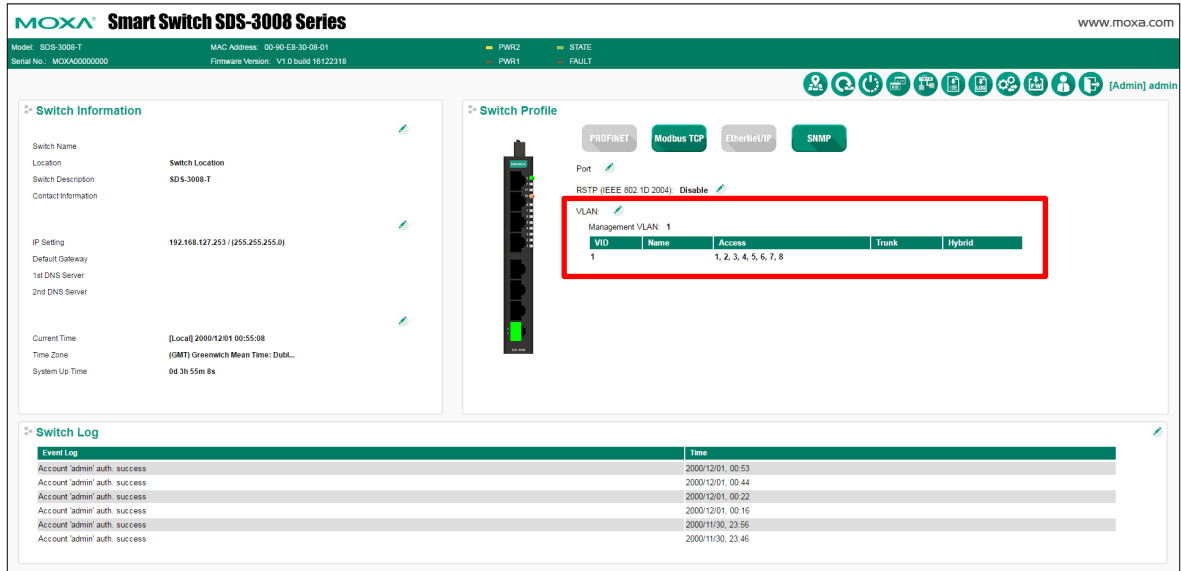 MOXA Smart Switch SDS-3008 Series www.moxa.com
Model: SDS-3008-T MAC Address: 00-90-E8-30-08-01 PWR2 STATE
Serial No.: MOXA00000000 Firmware Version: V1.0 build 16122318 PWR1 FAULT
[Admin] admin
Switch Information
Switch Name
Location Switch Location
Switch Description SDS-3008-T
Contact Information
IP Setting 192.168.127.253 / (255.255.255.0)
Default Gateway
1st DNS Server
2nd DNS Server
Current Time [Local] 2000/12/01 00:55:08
Time Zone (GMT) Greenwich Mean Time: Dubl...
System Up Time 0d 3h 55m 8s
Switch Profile
PROFINET Modbus TCP EtherNet/IP SNMP
Port
RSTP (IEEE 802.1D 2004): Disable
VLAN:
Management VLAN: 1
VID Name Access Trunk Hybrid
1 1, 2, 3, 4, 5, 6, 7, 8
Switch Log
Event Log Time
Account 'admin' auth. success 2000/12/01, 00:53
Account 'admin' auth. success 2000/12/01, 00:44
Account 'admin' auth. success 2000/12/01, 00:22
Account 'admin' auth. success 2000/12/01, 00:16
Account 'admin' auth. success 2000/11/30, 23:56
Account 'admin' auth. success 2000/11/30, 23:46